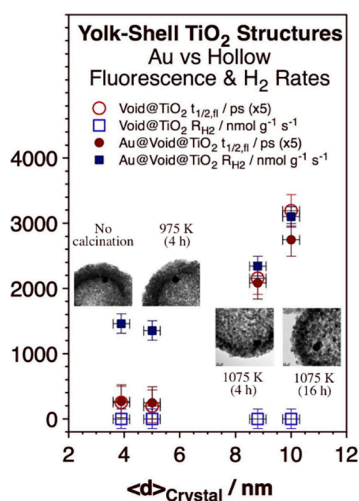 Yolk-Shell TiO₂ Structures
Au vs Hollow
Fluorescence & H₂ Rates
Void@TiO₂ t₁/₂,fl / ps (x5)
Void@TiO₂ R_H2 / nmol g⁻¹ s⁻¹
Au@Void@TiO₂ t₁/₂,fl / ps (x5)
Au@Void@TiO₂ R_H2 / nmol g⁻¹ s⁻¹
4000
3000
2000
1000
0
No
calcination
975 K
(4 h)
1075 K
(4 h)
1075 K
(16 h)
2 4 6 8 10 12
<d>Crystal / nm